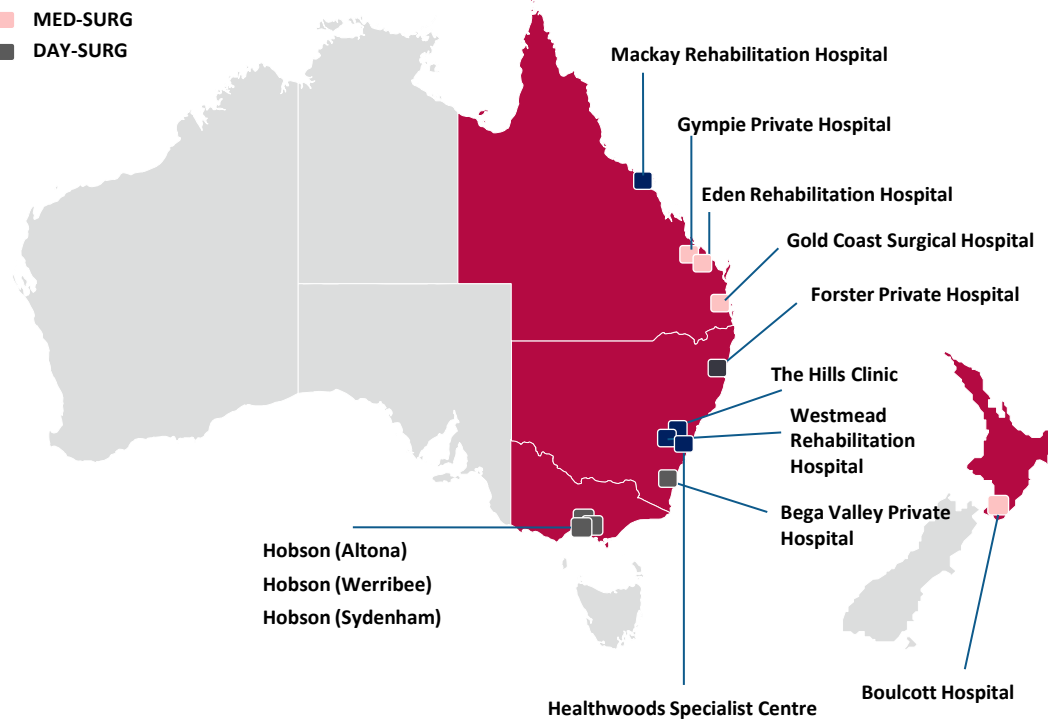 MED-SURG
DAY-SURG
Mackay Rehabilitation Hospital
Gympie Private Hospital
Eden Rehabilitation Hospital
Gold Coast Surgical Hospital
Forster Private Hospital
The Hills Clinic
Westmead
Rehabilitation
Hospital
Bega Valley Private
Hospital
Hobson (Altona)
Hobson (Werribee)
Hobson (Sydenham)
Boulcott Hospital
Healthwoods Specialist Centre